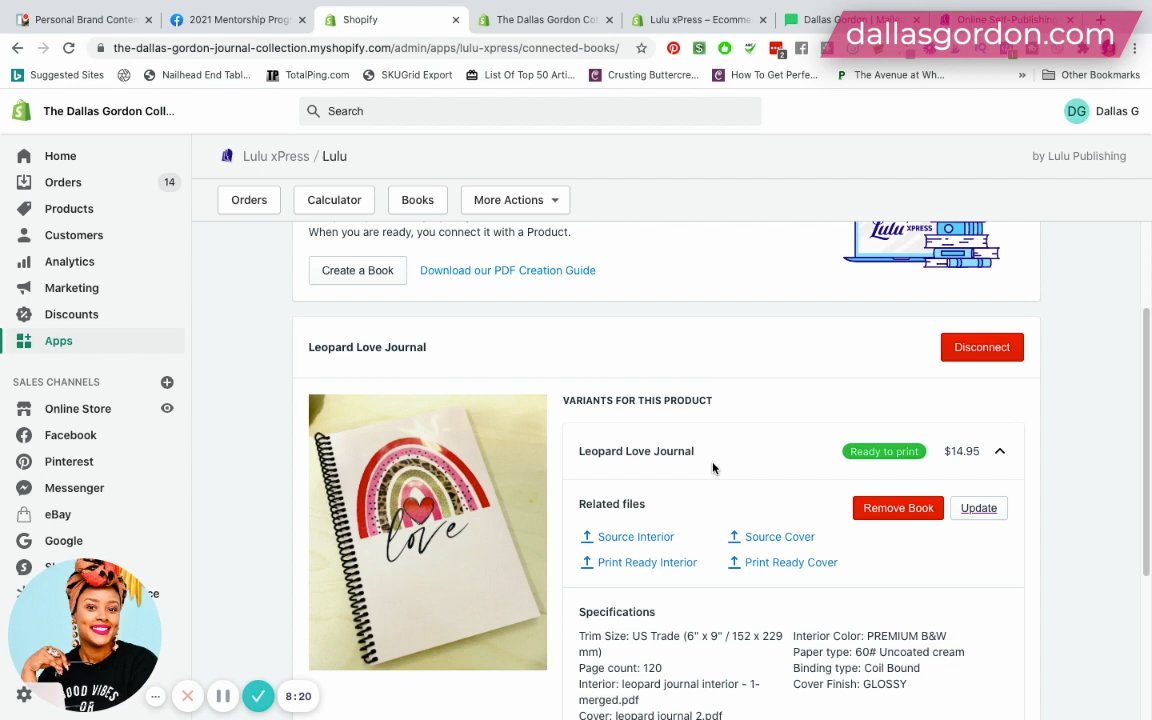 Personal Brand Conte
2021 Mentorship Prog
Shopify
The Dallas Gordon Col
Lulu xPress – Ecomme
Dallas Gordon | Maile
Online Self-Publishing
dallasgordon.com
the-dallas-gordon-journal-collection.myshopify.com/admin/apps/lulu-xpress/connected-books/
Suggested Sites
Nailhead End Tabl...
TotalPing.com
SKUGrid Export
List Of Top 50 Arti...
Crusting Buttercre...
How To Get Perfe...
The Avenue at Wh...
»
Other Bookmarks
The Dallas Gordon Coll...
Search
DG
Dallas G
Home
Orders 14
Products
Customers
Analytics
Marketing
Discounts
Apps
SALES CHANNELS
Online Store
Facebook
Pinterest
Messenger
eBay
Google
GOOD VIBES
OR
8:20
Lulu xPress / Lulu
by Lulu Publishing
Orders
Calculator
Books
More Actions
When you are ready, you connect it with a Product.
Lulu XPRESS
Create a Book
Download our PDF Creation Guide
Leopard Love Journal
Disconnect
love
VARIANTS FOR THIS PRODUCT
Leopard Love Journal
Ready to print
$14.95
Related files
Remove Book
Update
Source Interior
Source Cover
Print Ready Interior
Print Ready Cover
Specifications
Trim Size: US Trade (6" x 9" / 152 x 229
mm)
Page count: 120
Interior: leopard journal interior - 1-
merged.pdf
Cover: leopard journal 2.pdf
Interior Color: PREMIUM B&W
Paper type: 60# Uncoated cream
Binding type: Coil Bound
Cover Finish: GLOSSY